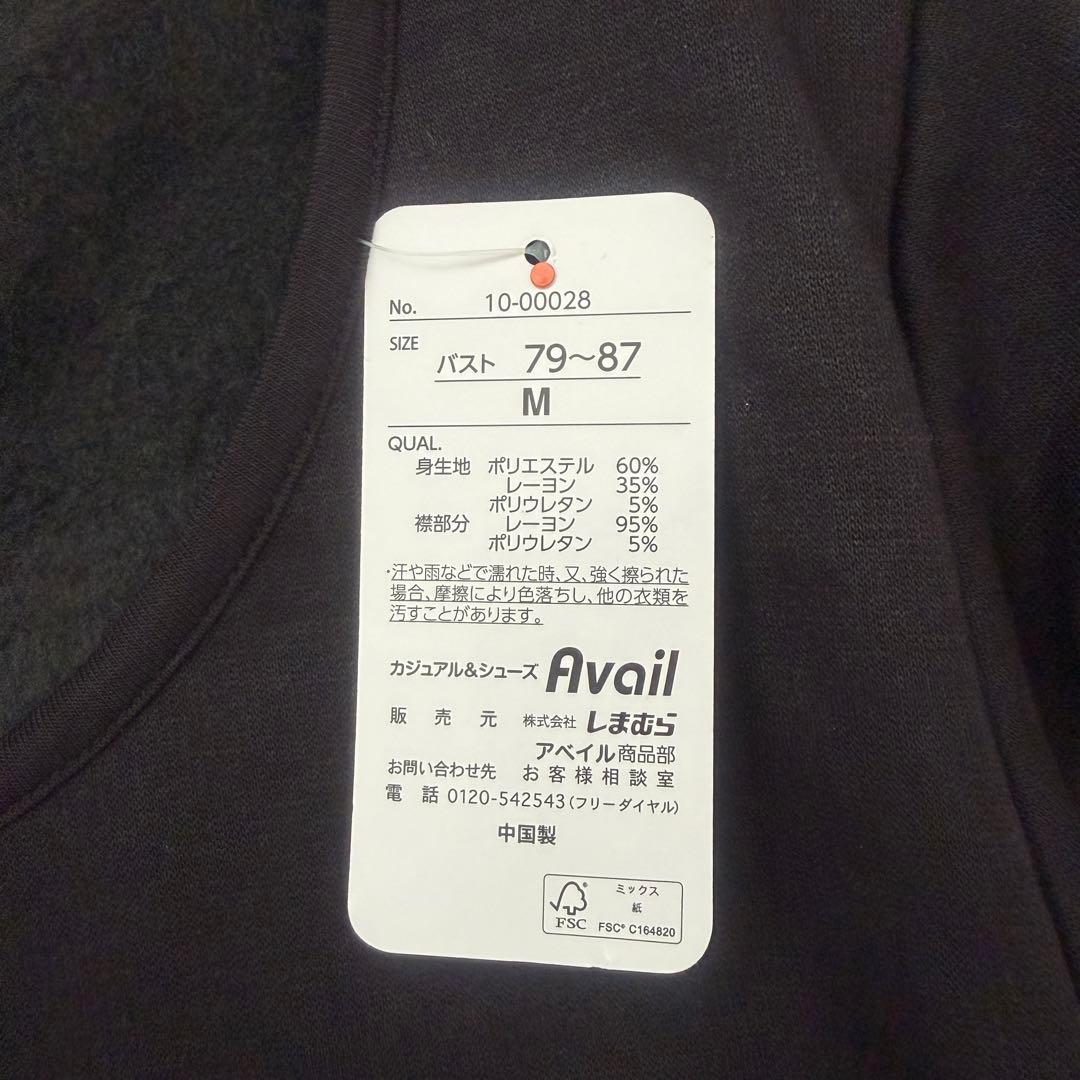 No. 10-00028
SIZE
バスト 79～87
M
QUAL.
身生地 ポリエステル 60%
レーヨン 35%
ポリウレタン 5%
襟部分 レーヨン 95%
ポリウレタン 5%
・汗や雨などで濡れた時、又、強く擦られた
場合、摩擦により色落ちし、他の衣類を
汚すことがあります。
カジュアル&シューズ Avail
販売元 株式会社 しまむら
アベイル商品部
お問い合わせ先 お客様相談室
電話 0120-542543(フリーダイヤル)
中国製
ミックス
紙
FSC FSC® C164820